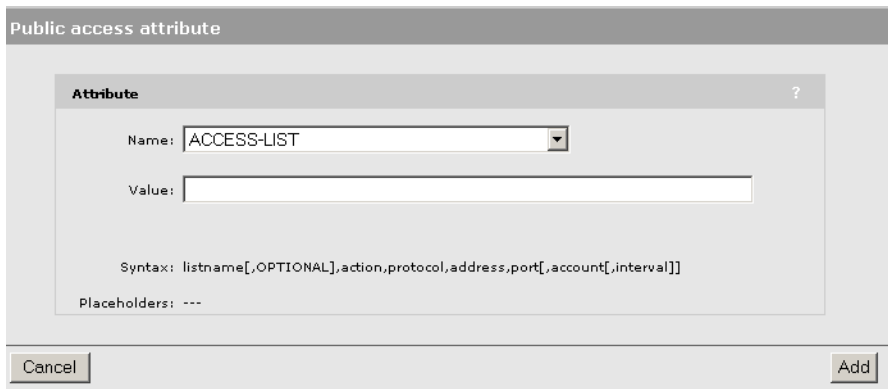 Public access attribute
Attribute ?
Name: ACCESS-LIST
Value:
Syntax: listname[,OPTIONAL],action,protocol,address,port[,account[,interval]]
Placeholders: ---
Cancel Add